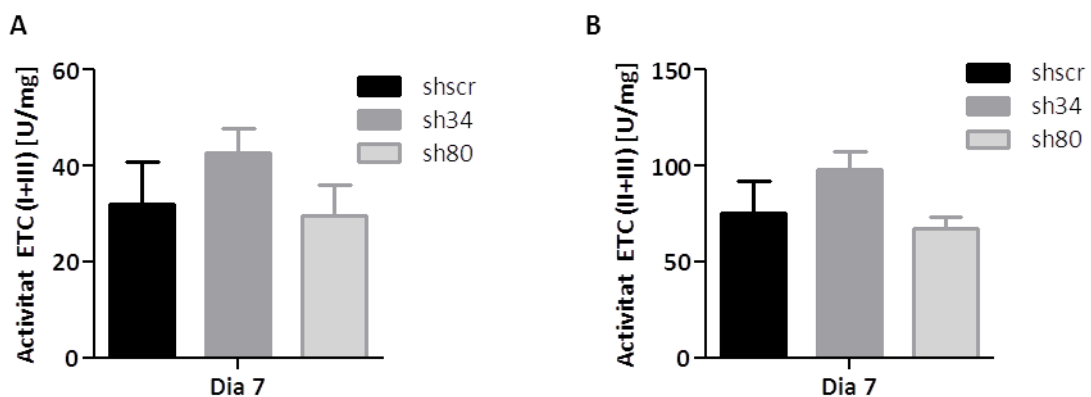 A
Activitat ETC (I+III) [U/mg]
60
40
20
0
shscr
sh34
sh80
Dia 7
B
Activitat ETC (II+III) [U/mg]
150
100
50
0
shscr
sh34
sh80
Dia 7